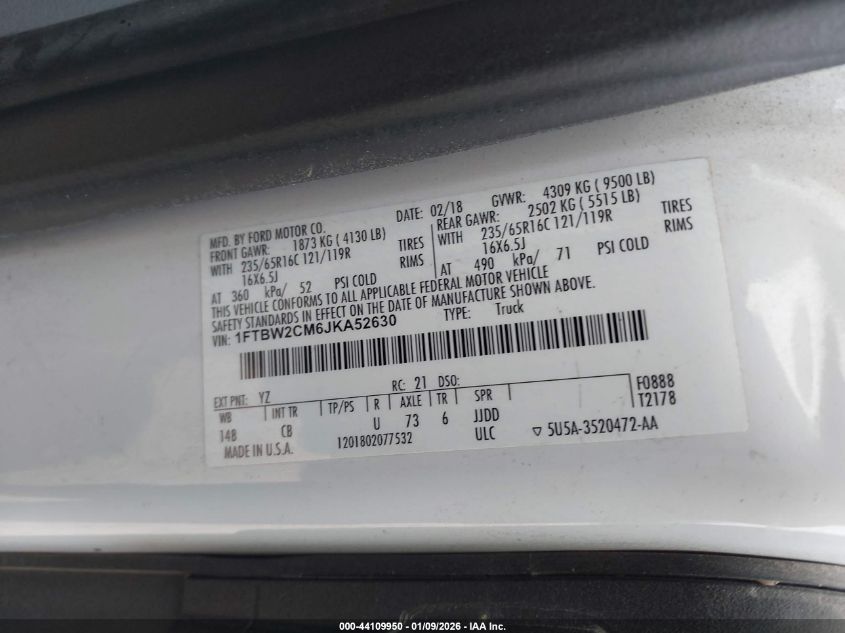 MFD. BY FORD MOTOR CO. DATE: 02/18 GVWR: 4309 KG ( 9500 LB)
FRONT GAWR: 1873 KG ( 4130 LB) REAR GAWR: 2502 KG ( 5515 LB)
WITH 235/65R16C 121/119R TIRES WITH 235/65R16C 121/119R TIRES
16X6.5J RIMS 16X6.5J RIMS
AT 360 kPa/ 52 PSI COLD AT 490 kPa/ 71 PSI COLD
THIS VEHICLE CONFORMS TO ALL APPLICABLE FEDERAL MOTOR VEHICLE
SAFETY STANDARDS IN EFFECT ON THE DATE OF MANUFACTURE SHOWN ABOVE.
VIN: 1FTBW2CM6JKA52630 TYPE: Truck
EXT PNT: YZ RC: 21 DSO: F0888
WB INT TR TP/PS R AXLE TR SPR T2178
148 CB U 73 6 JJDD
MADE IN U.S.A. 1201802077532 ULC ▽ 5U5A-3520472-AA
000-44109950 - 01/09/2026 - IAA Inc.